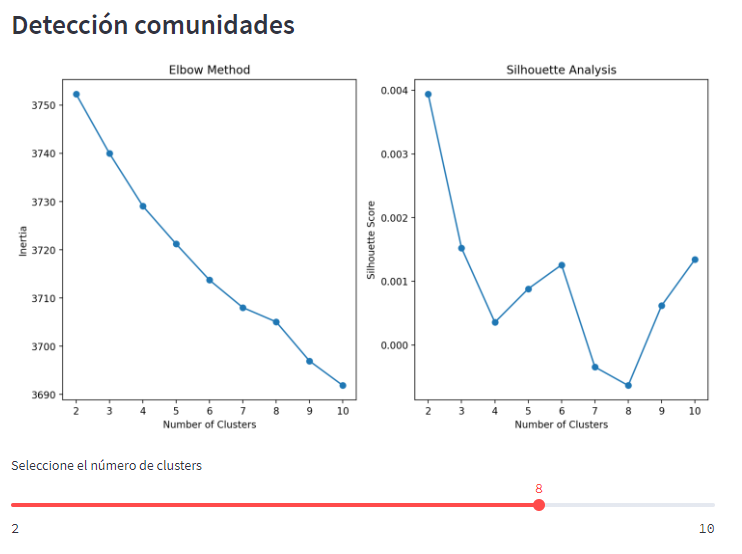 Detección comunidades
Elbow Method
Silhouette Analysis
3750
3740
3730
3720
3710
3700
3690
Inertia
2 3 4 5 6 7 8 9 10
Number of Clusters
0.004
0.003
0.002
0.001
0.000
Silhouette Score
2 3 4 5 6 7 8 9 10
Number of Clusters
Seleccione el número de clusters
8
2 10